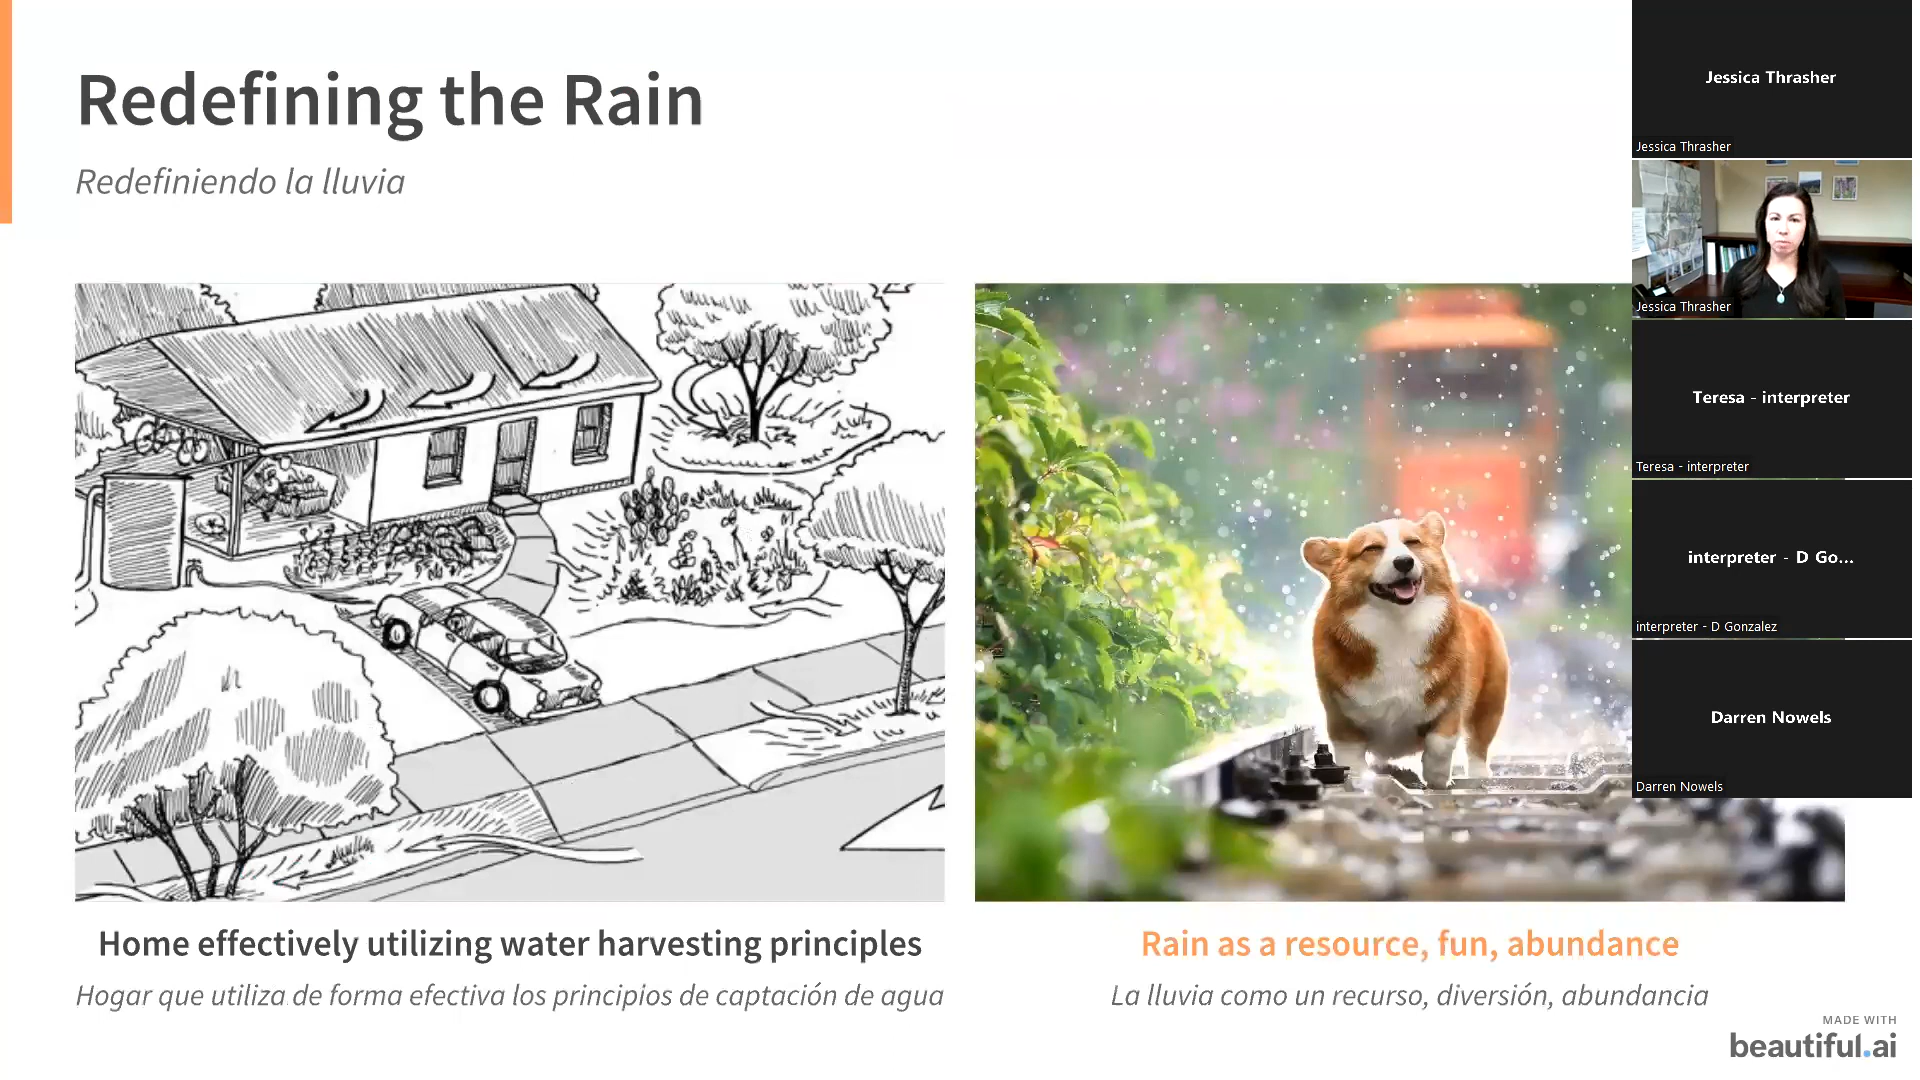 Redefining the Rain
Redefiniendo la lluvia
Home effectively utilizing water harvesting principles
Hogar que utiliza de forma efectiva los principios de captación de agua
Rain as a resource, fun, abundance
La lluvia como un recurso, diversión, abundancia
MADE WITH
beautiful.ai
Jessica Thrasher
Jessica Thrasher
Jessica Thrasher
Teresa - interpreter
Teresa - interpreter
interpreter - D Go...
interpreter - D Gonzalez
Darren Nowels
Darren Nowels